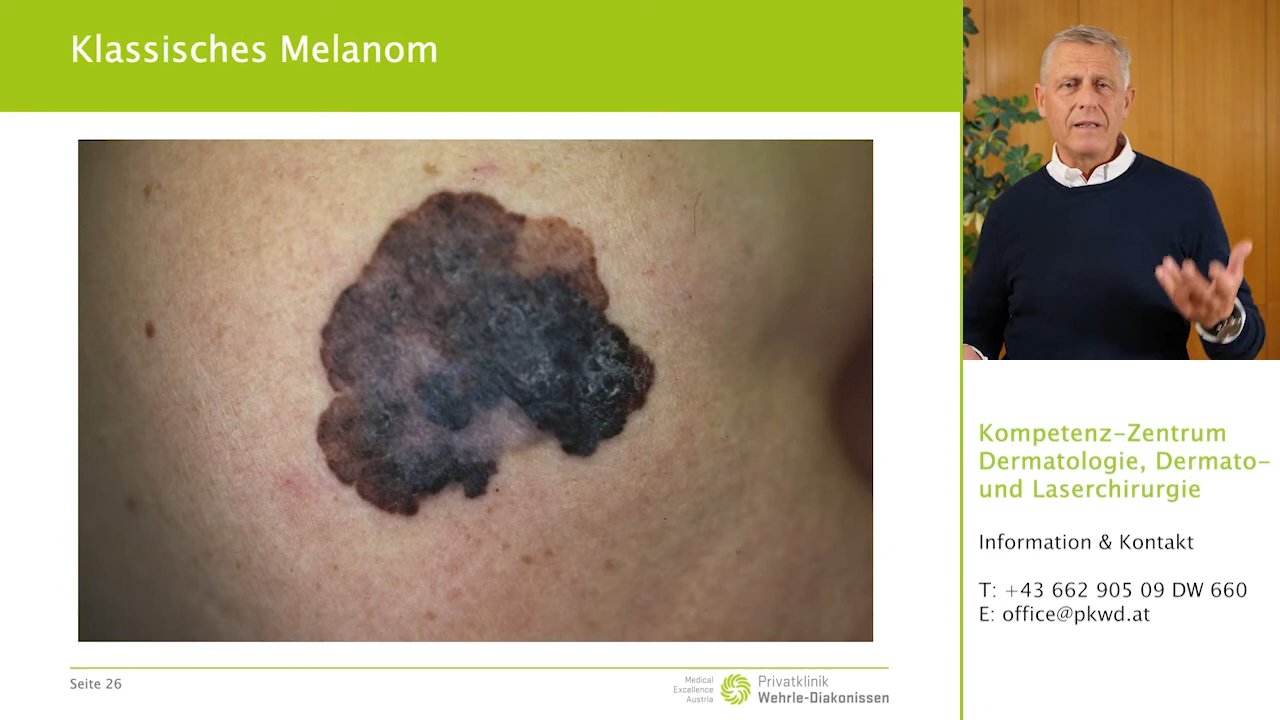 Klassisches Melanom
Seite 26
Medical
Excellence
Austria
Privatklinik
Wehrle-Diakonissen
Kompetenz-Zentrum
Dermatologie, Dermato-
und Laserchirurgie
Information & Kontakt
T: +43 662 905 09 DW 660
E: office@pkwd.at